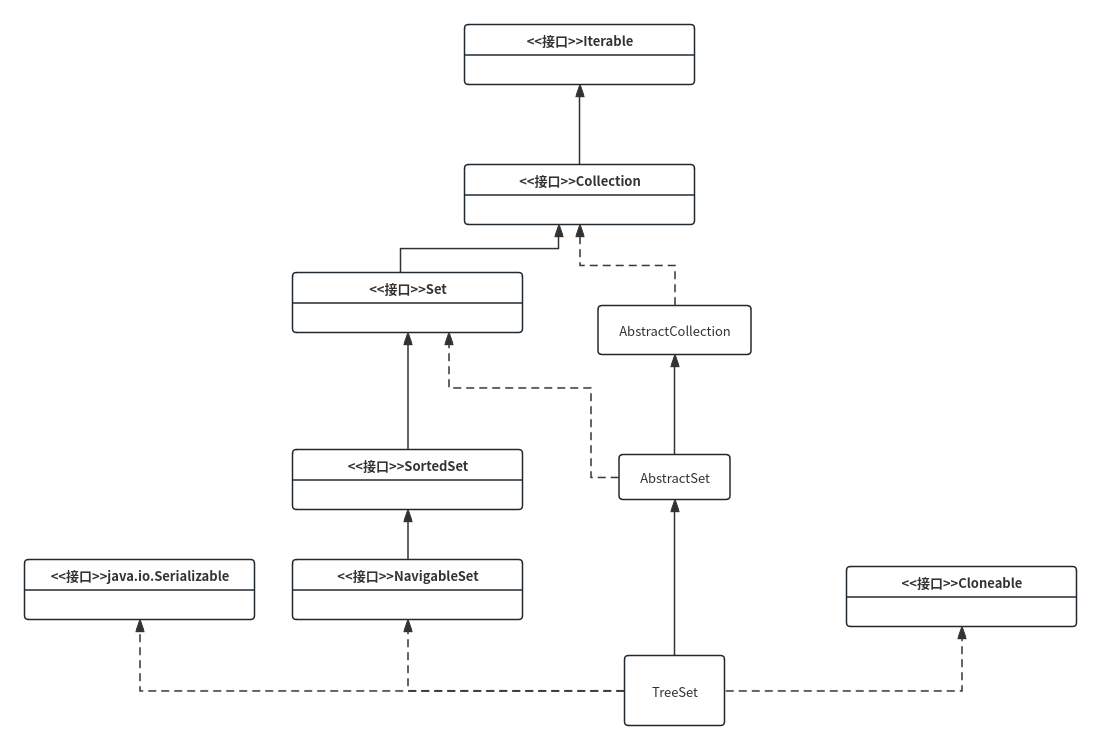 <<接口>>Iterable
<<接口>>Collection
<<接口>>Set
AbstractCollection
<<接口>>SortedSet
AbstractSet
<<接口>>java.io.Serializable
<<接口>>NavigableSet
<<接口>>Cloneable
TreeSet